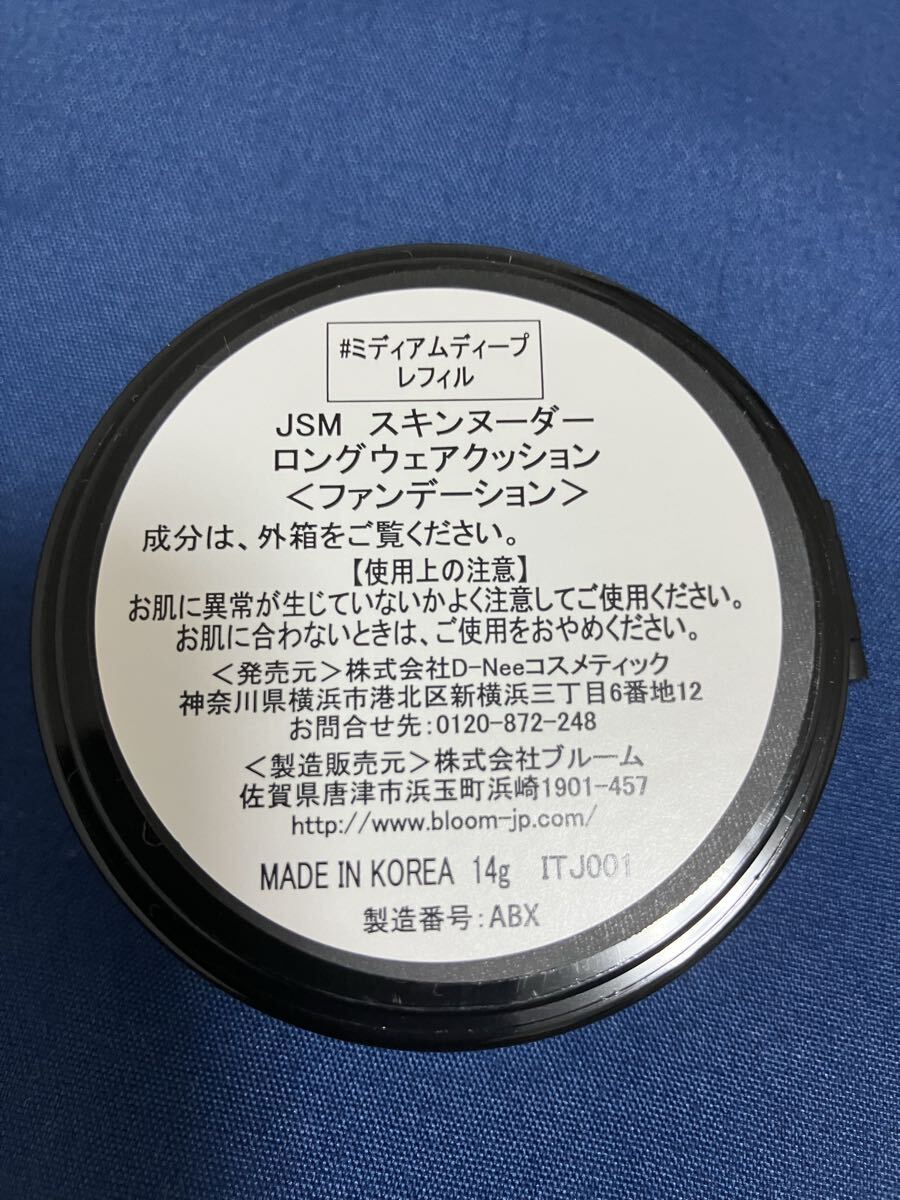 #ミディアムディープ
レフィル
JSM スキンヌーダー
ロングウェアクッション
＜ファンデーション＞
成分は、外箱をご覧ください。
【使用上の注意】
お肌に異常が生じていないかよく注意してご使用ください。
お肌に合わないときは、ご使用をおやめください。
＜発売元＞株式会社D-Neeコスメティック
神奈川県横浜市港北区新横浜三丁目6番地12
お問合せ先:0120-872-248
＜製造販売元＞株式会社ブルーム
佐賀県唐津市浜玉町浜崎1901-457
http://www.bloom-jp.com/
MADE IN KOREA 14g ITJ001
製造番号:ABX